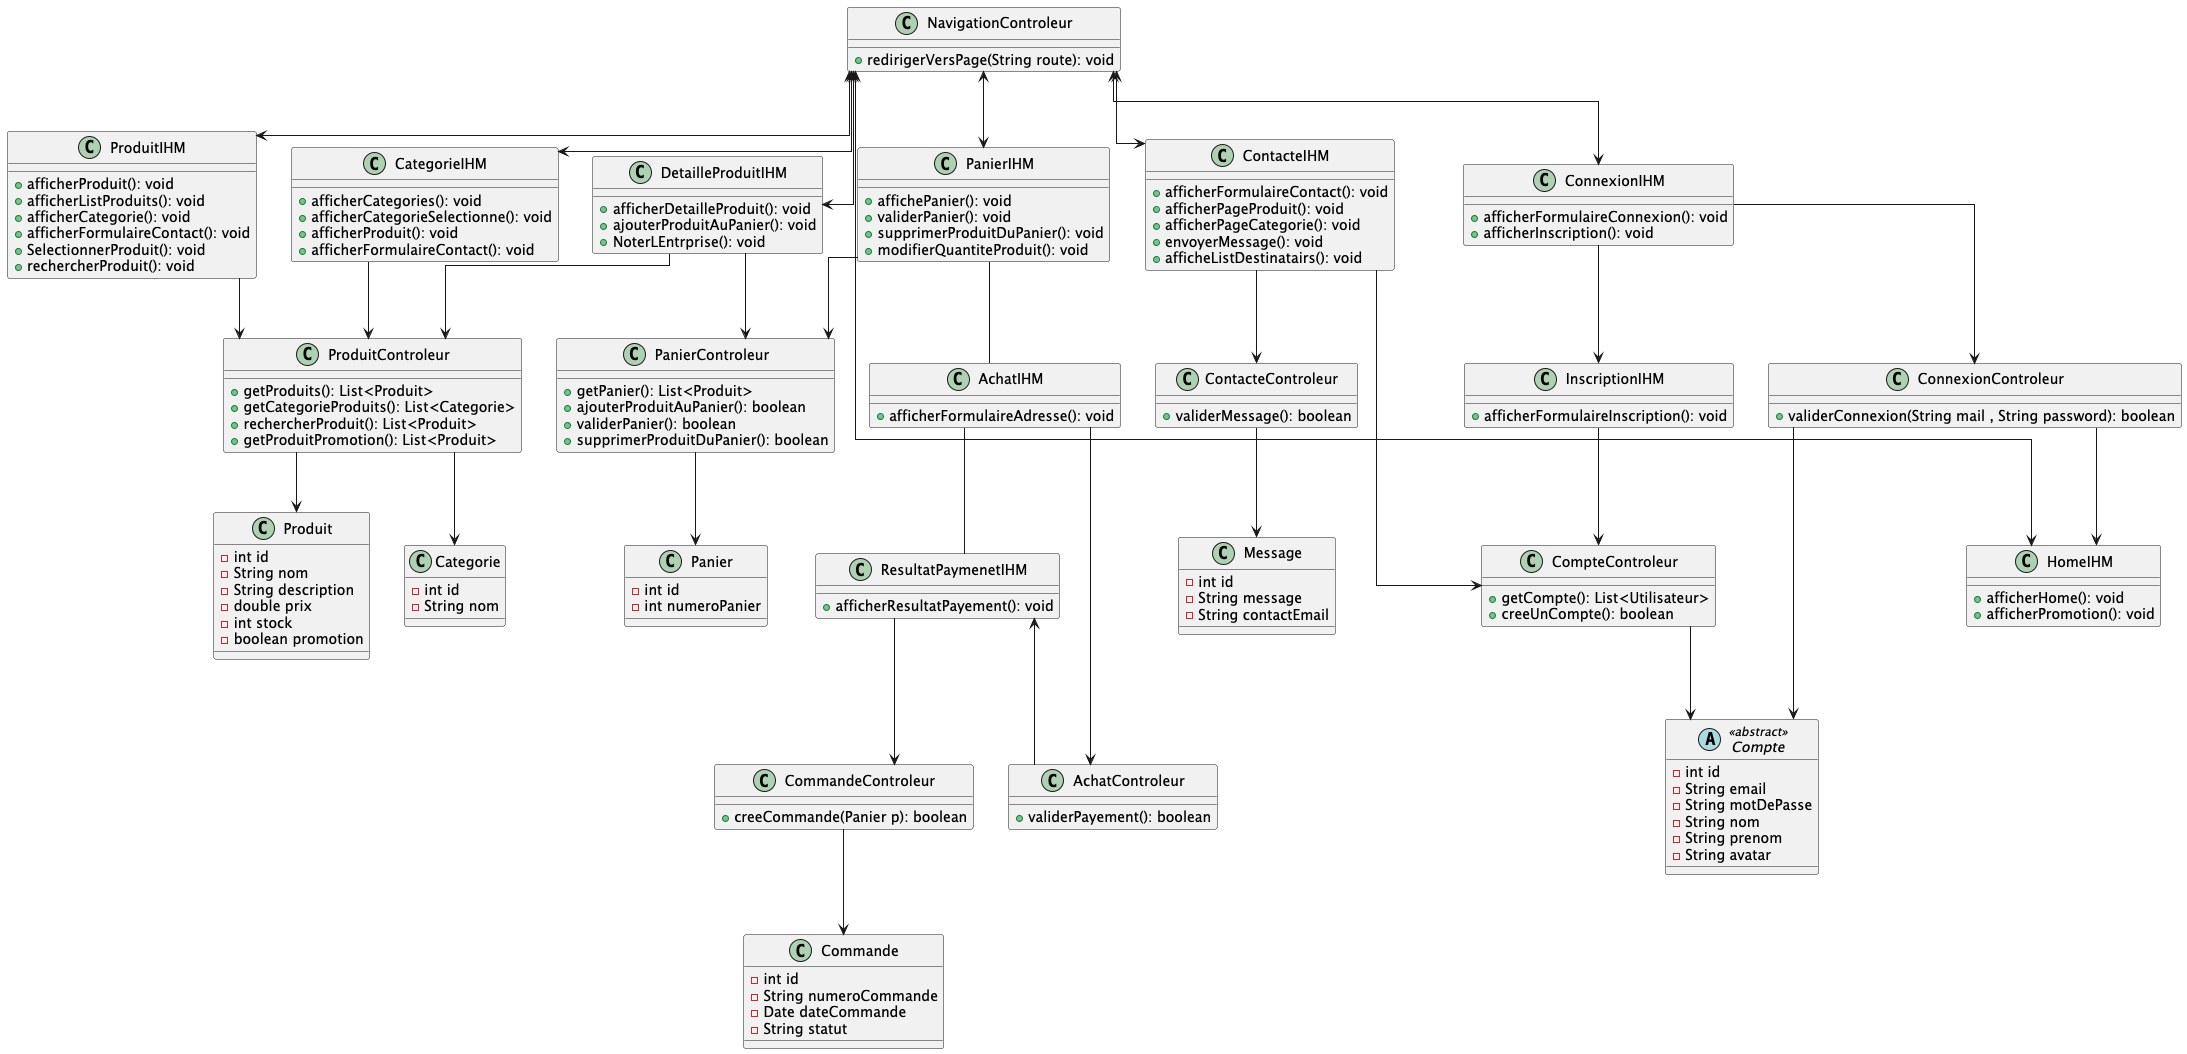 C NavigationControleur
redirigerVersPage(String route): void
C ProduitIHM
afficherProduit(): void
afficherListProduits(): void
afficherCategorie(): void
afficherFormulaireContact(): void
SelectionnerProduit(): void
rechercherProduit(): void
C CategorieIHM
afficherCategories(): void
afficherCategorieSelectionne(): void
afficherProduit(): void
afficherFormulaireContact(): void
C DetailleProduitIHM
afficherDetailleProduit(): void
ajouterProduitAuPanier(): void
NoterLEntrprise(): void
C PanierIHM
affichePanier(): void
validerPanier(): void
supprimerProduitDuPanier(): void
modifierQuantiteProduit(): void
C ContacteIHM
afficherFormulaireContact(): void
afficherPageProduit(): void
afficherPageCategorie(): void
envoyerMessage(): void
afficheListDestinatairs(): void
C ConnexionIHM
afficherFormulaireConnexion(): void
afficherInscription(): void
C ProduitControleur
getProduits(): List<Produit>
getCategorieProduits(): List<Categorie>
rechercherProduit(): List<Produit>
getProduitPromotion(): List<Produit>
C PanierControleur
getPanier(): List<Produit>
ajouterProduitAuPanier(): boolean
validerPanier(): boolean
supprimerProduitDuPanier(): boolean
C AchatIHM
afficherFormulaireAdresse(): void
C ContacteControleur
validerMessage(): boolean
C InscriptionIHM
afficherFormulaireInscription(): void
C ConnexionControleur
validerConnexion(String mail , String password): boolean
C Produit
int id
String nom
String description
double prix
int stock
boolean promotion
C Categorie
int id
String nom
C Panier
int id
int numeroPanier
C ResultatPaymenetIHM
afficherResultatPayement(): void
C Message
int id
String message
String contactEmail
C CompteControleur
getCompte(): List<Utilisateur>
creeUnCompte(): boolean
C HomeIHM
afficherHome(): void
afficherPromotion(): void
C CommandeControleur
creeCommande(Panier p): boolean
C AchatControleur
validerPayement(): boolean
A «abstract»
Compte
int id
String email
String motDePasse
String nom
String prenom
String avatar
C Commande
int id
String numeroCommande
Date dateCommande
String statut